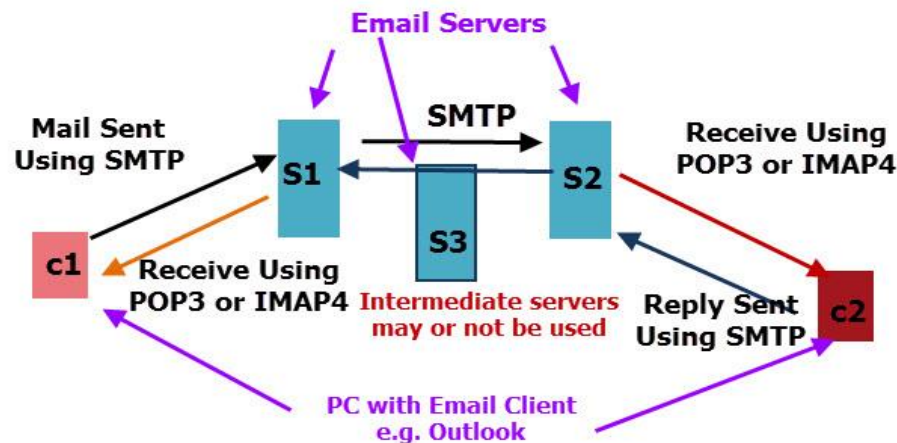 Email Servers
Mail Sent
Using SMTP
SMTP
Receive Using
POP3 or IMAP4
S1
S2
S3
c1
Receive Using
POP3 or IMAP4
Intermediate servers
may or not be used
Reply Sent
Using SMTP
c2
PC with Email Client
e.g. Outlook